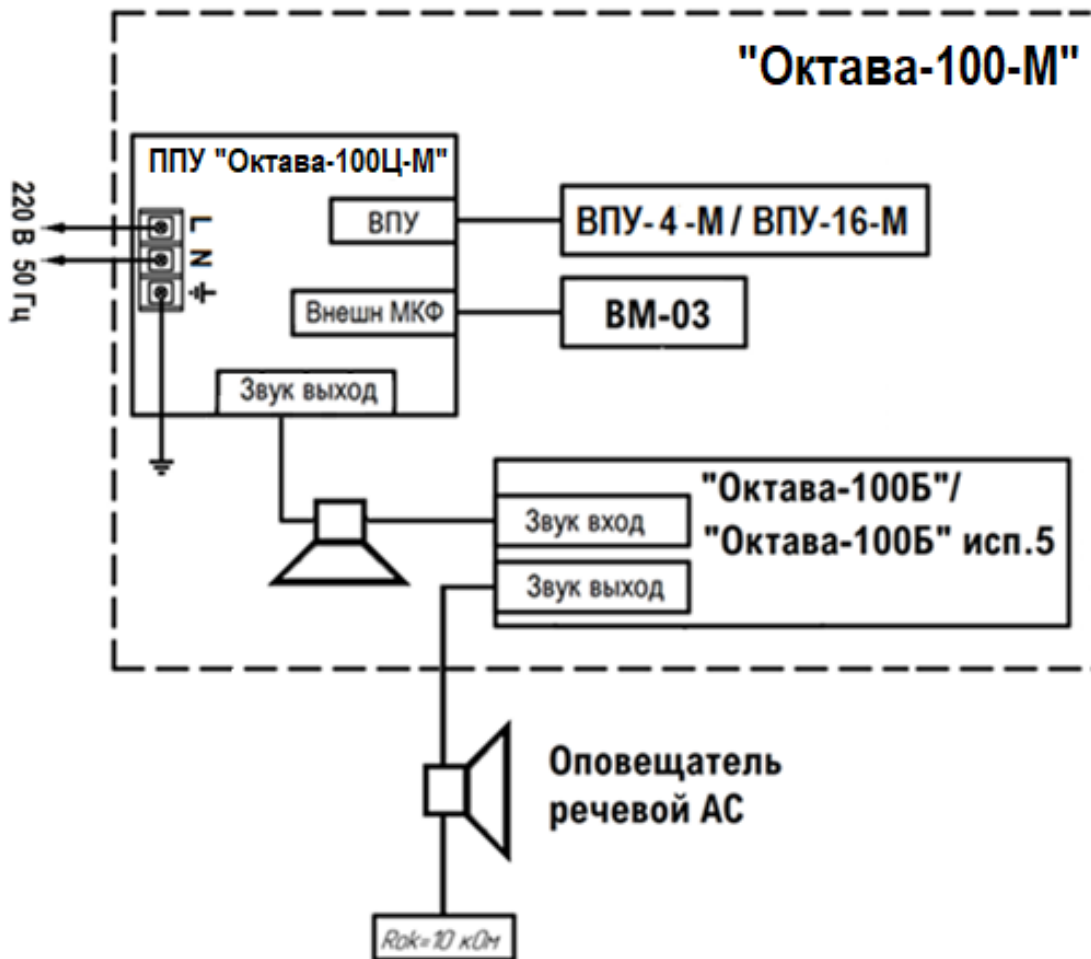 "Октава-100-М"
ППУ "Октава-100Ц-М"
220 В 50 Гц
L
N
ВПУ
ВПУ- 4 -М / ВПУ-16-М
Внешн МКФ
ВМ-03
Звук выход
"Октава-100Б"/
"Октава-100Б" исп.5
Звук вход
Звук выход
Оповещатель
речевой АС
Rok=10 кОм